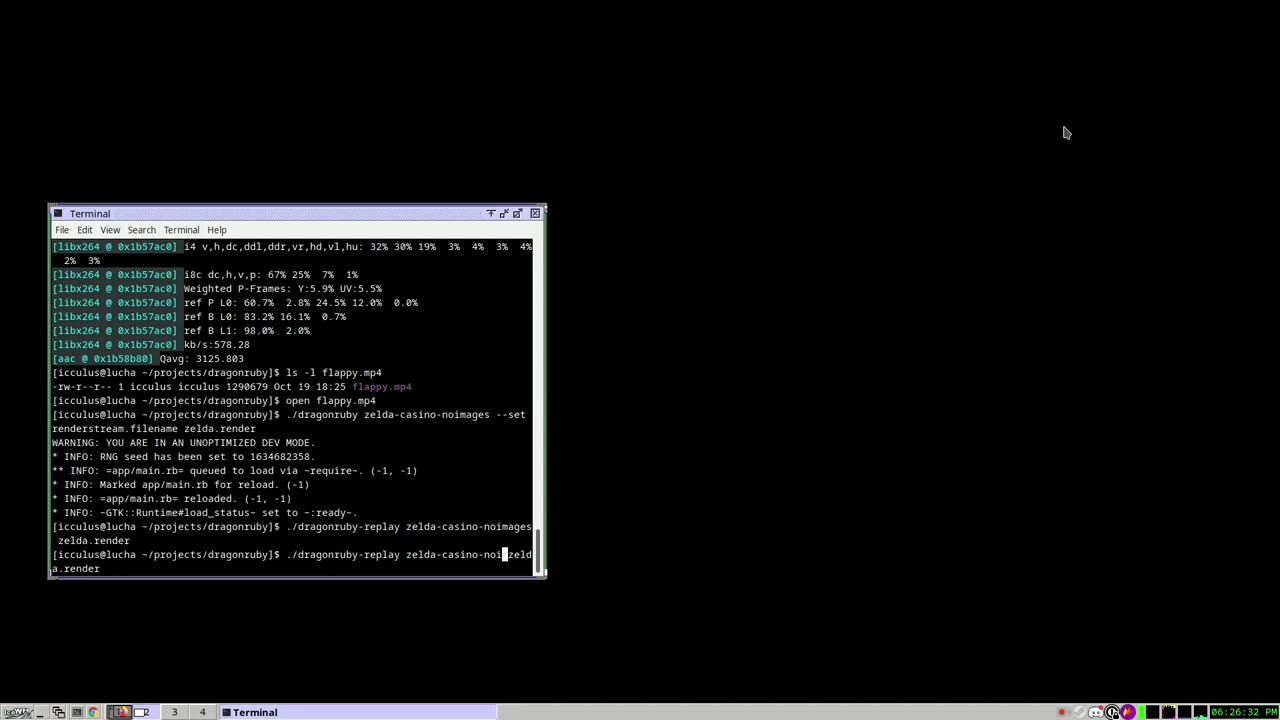 Terminal
File Edit View Search Terminal Help
[libx264 @ 0x1b57ac0] i4 v,h,dc,ddl,ddr,vr,hd,vl,hu: 32% 30% 19%  3%  4%  3%  4%
  2%  3%
[libx264 @ 0x1b57ac0] i8c dc,h,v,p: 67% 25%  7%  1%
[libx264 @ 0x1b57ac0] Weighted P-Frames: Y:5.9% UV:5.5%
[libx264 @ 0x1b57ac0] ref P L0: 60.7%  2.8% 24.5% 12.0%  0.0%
[libx264 @ 0x1b57ac0] ref B L0: 83.2% 16.1%  0.7%
[libx264 @ 0x1b57ac0] ref B L1: 98.0%  2.0%
[libx264 @ 0x1b57ac0] kb/s:578.28
[aac @ 0x1b58b80] Qavg: 3125.803
[icculus@lucha ~/projects/dragonruby]$ ls -l flappy.mp4
-rw-r--r-- 1 icculus icculus 1290679 Oct 19 18:25 flappy.mp4
[icculus@lucha ~/projects/dragonruby]$ open flappy.mp4
[icculus@lucha ~/projects/dragonruby]$ ./dragonruby zelda-casino-noimages --set
renderstream.filename zelda.render
WARNING: YOU ARE IN AN UNOPTIMIZED DEV MODE.
* INFO: RNG seed has been set to 1634682358.
** INFO: =app/main.rb= queued to load via ~require~. (-1, -1)
* INFO: Marked app/main.rb for reload. (-1)
* INFO: =app/main.rb= reloaded. (-1, -1)
* INFO: ~GTK::Runtime#load_status~ set to ~:ready~.
[icculus@lucha ~/projects/dragonruby]$ ./dragonruby-replay zelda-casino-noimages
 zelda.render
[icculus@lucha ~/projects/dragonruby]$ ./dragonruby-replay zelda-casino-noi zeld
a.render
2 3 4 Terminal 06:26:32 PM